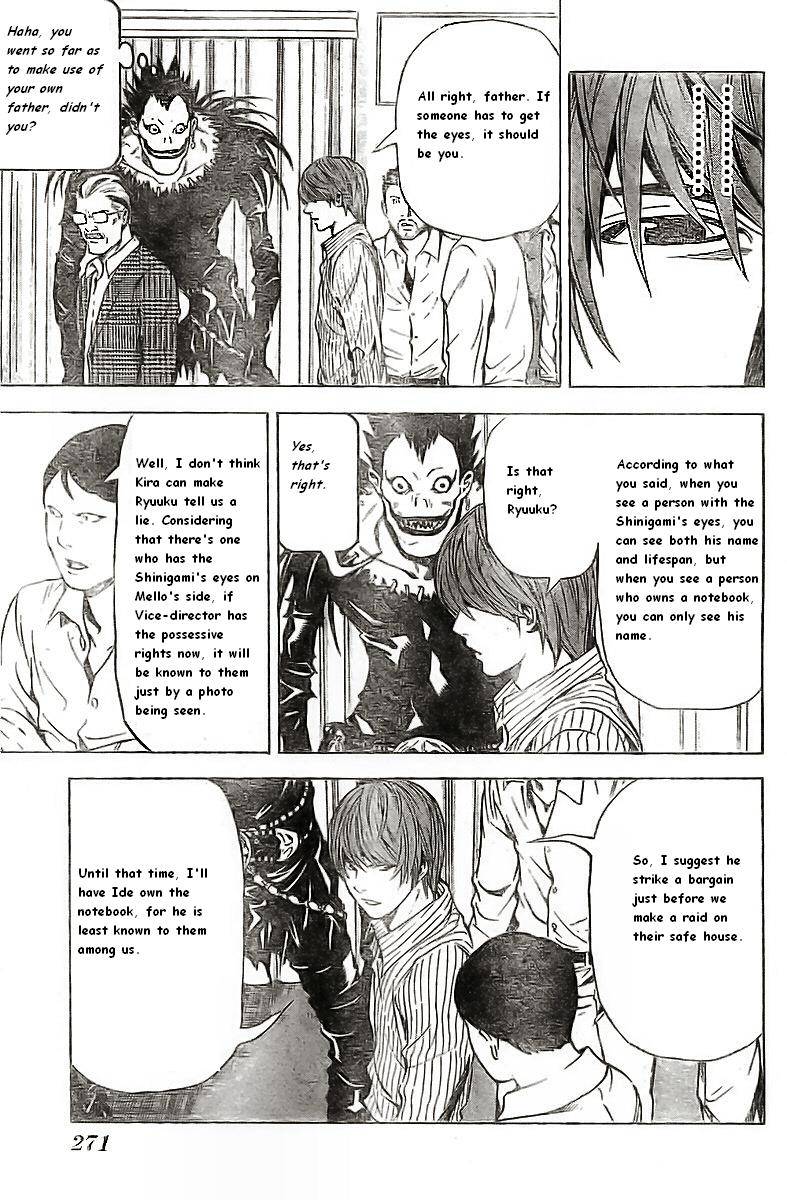 All right, father. If
someone has to get
the eyes, it should
be you.
Haha, you
went so far as
to make use of
your own
father, didn't
you?
According to what
you said, when you
see a person with the
Shinigami's eyes, you
can see both his name
and lifespan, but
when you see a person
who owns a notebook,
you can only see his
name.
Is that
right,
Ryuuku?
Yes,
that's
right.
Well, I don't think
Kira can make
Ryuuku tell us a
lie. Considering
that there's one
who has the
Shinigami's eyes on
Mello's side, if
Vice-director has
the possessive
rights now, it will
be known to them
just by a photo
being seen.
So, I suggest he
strike a bargain
just before we
make a raid on
their safe house.
Until that time, I'll
have Ide own the
notebook, for he is
least known to them
among us.
271